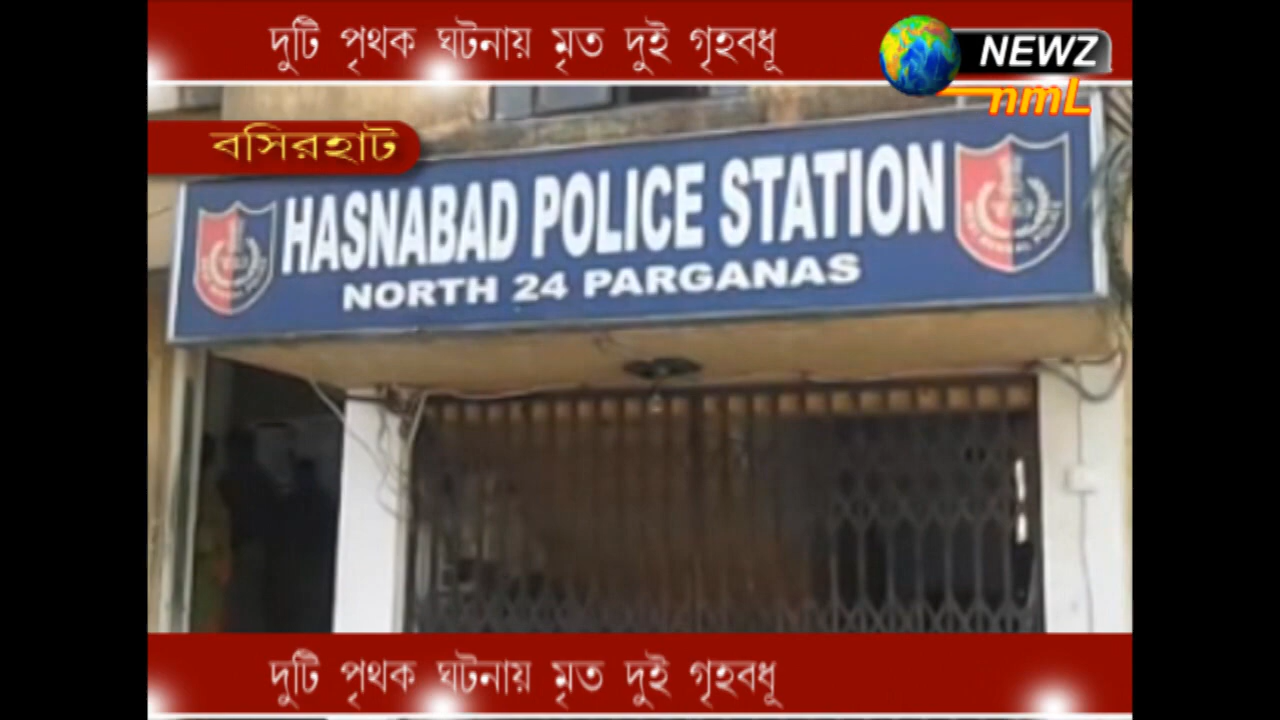 দুটি পৃথক ঘটনায় মৃত দুই গৃহবধূ
NEWZ
nmL
বসিরহাট
HASNABAD POLICE STATION
NORTH 24 PARGANAS
দুটি পৃথক ঘটনায় মৃত দুই গৃহবধূ